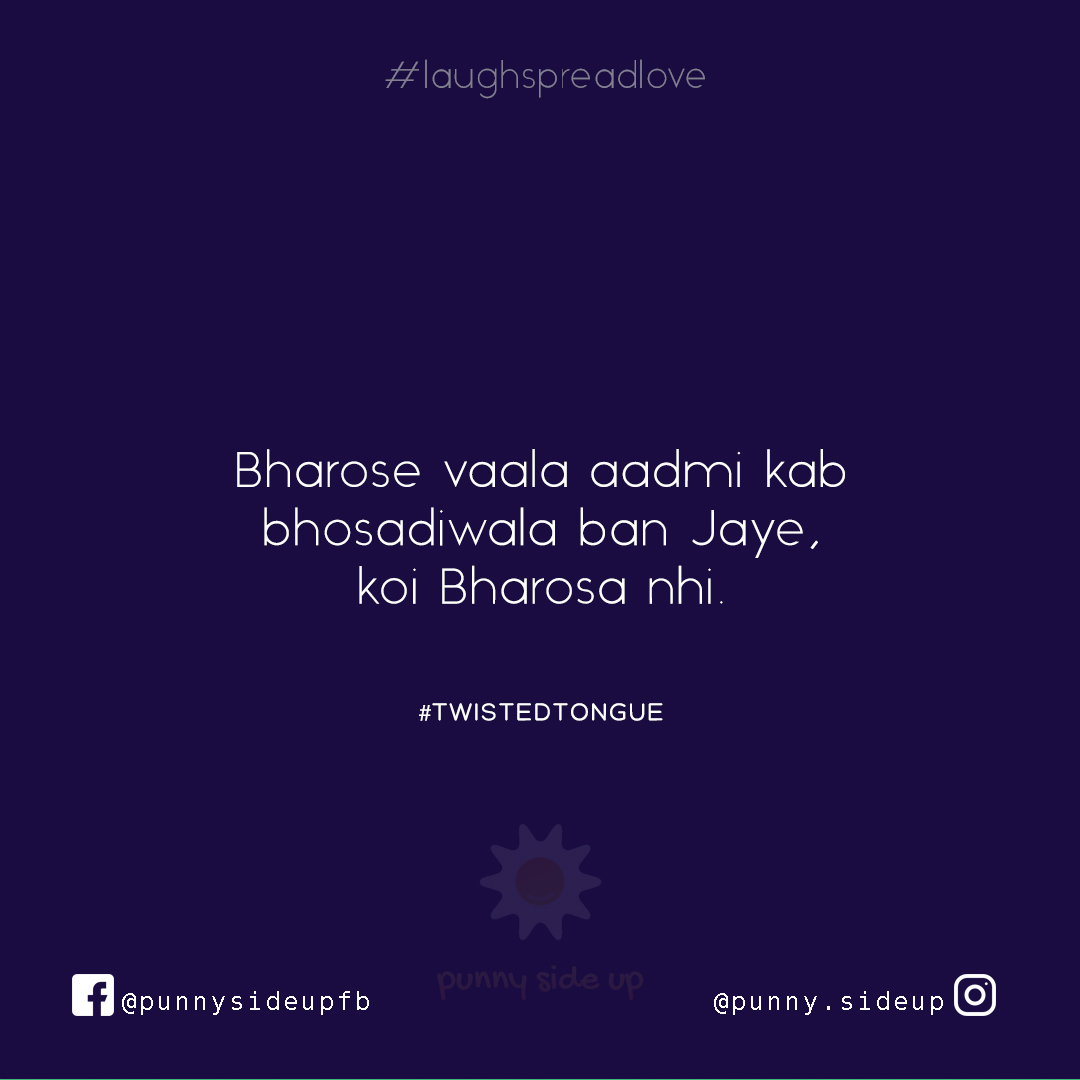 #laughspreadlove
Bharose vaala aadmi kab
bhosadiwala ban Jaye,
koi Bharosa nhi.
#TWISTEDTONGUE
punny side up
@punnysideupfb
@punny.sideup